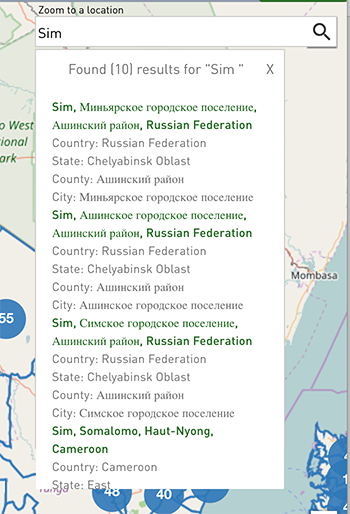 Zoom to a location
Sim
Found (10) results for "Sim "
X
Sim, Миньярское городское поселение,
Ашинский район, Russian Federation
Country: Russian Federation
State: Chelyabinsk Oblast
County: Ашинский район
City: Миньярское городское поселение
Sim, Ашинское городское поселение,
Ашинский район, Russian Federation
Country: Russian Federation
State: Chelyabinsk Oblast
County: Ашинский район
City: Ашинское городское поселение
Sim, Симское городское поселение,
Ашинский район, Russian Federation
Country: Russian Federation
State: Chelyabinsk Oblast
County: Ашинский район
City: Симское городское поселение
Sim, Somalomo, Haut-Nyong,
Cameroon
Country: Cameroon
State: East
o West
ional
ark
Mombasa
55
48
40